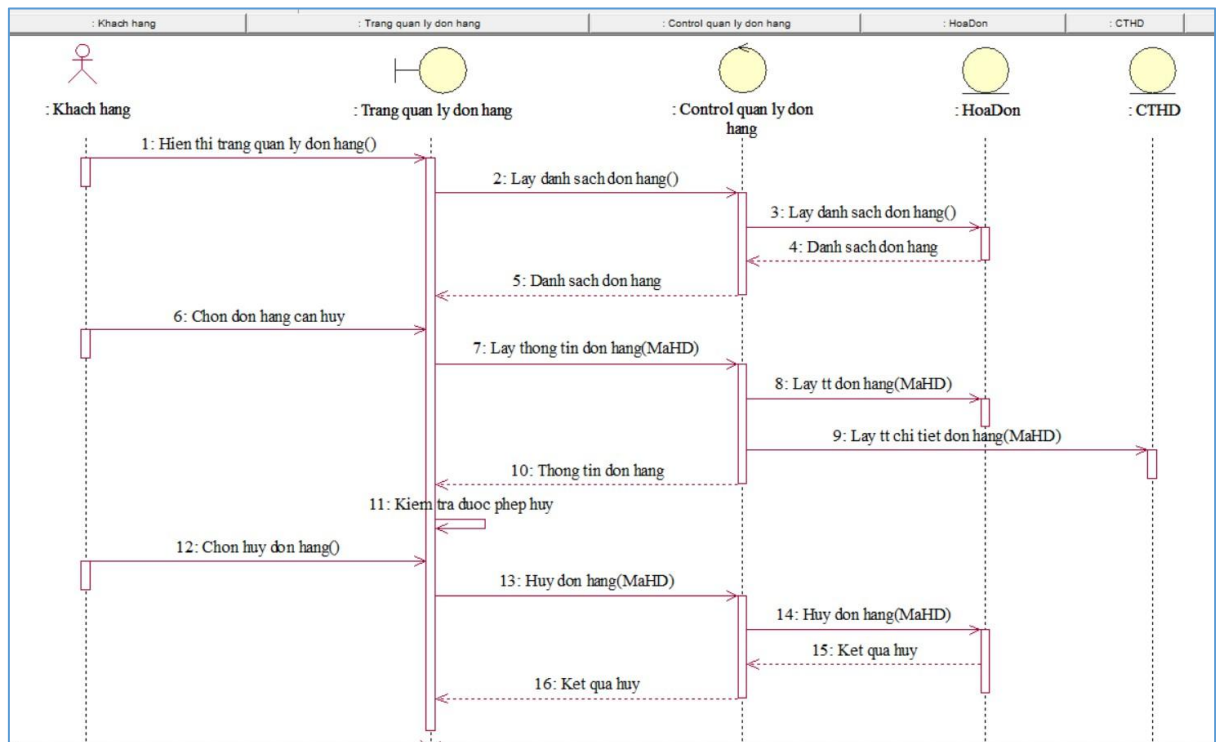 : Khach hang
: Trang quan ly don hang
: Control quan ly don hang
: HoaDon
: CTHD
: Khach hang
: Trang quan ly don hang
: Control quan ly don
hang
: HoaDon
: CTHD
1: Hien thi trang quan ly don hang()
2: Lay danh sach don hang()
3: Lay danh sach don hang()
4: Danh sach don hang
5: Danh sach don hang
6: Chon don hang can huy
7: Lay thong tin don hang(MaHD)
8: Lay tt don hang(MaHD)
9: Lay tt chi tiet don hang(MaHD)
10: Thong tin don hang
11: Kiem tra duoc phep huy
12: Chon huy don hang()
13: Huy don hang(MaHD)
14: Huy don hang(MaHD)
15: Ket qua huy
16: Ket qua huy